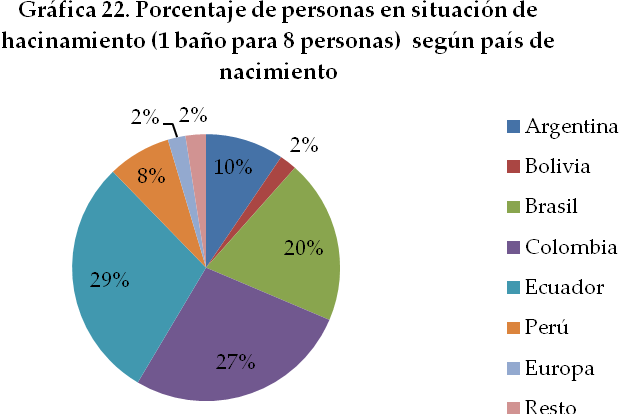 Gráfica 22. Porcentaje de personas en situación de
hacinamiento (1 baño para 8 personas)  según país de
nacimiento
2%
2%
10%
2%
8%
20%
29%
27%
Argentina
Bolivia
Brasil
Colombia
Ecuador
Perú
Europa
Resto